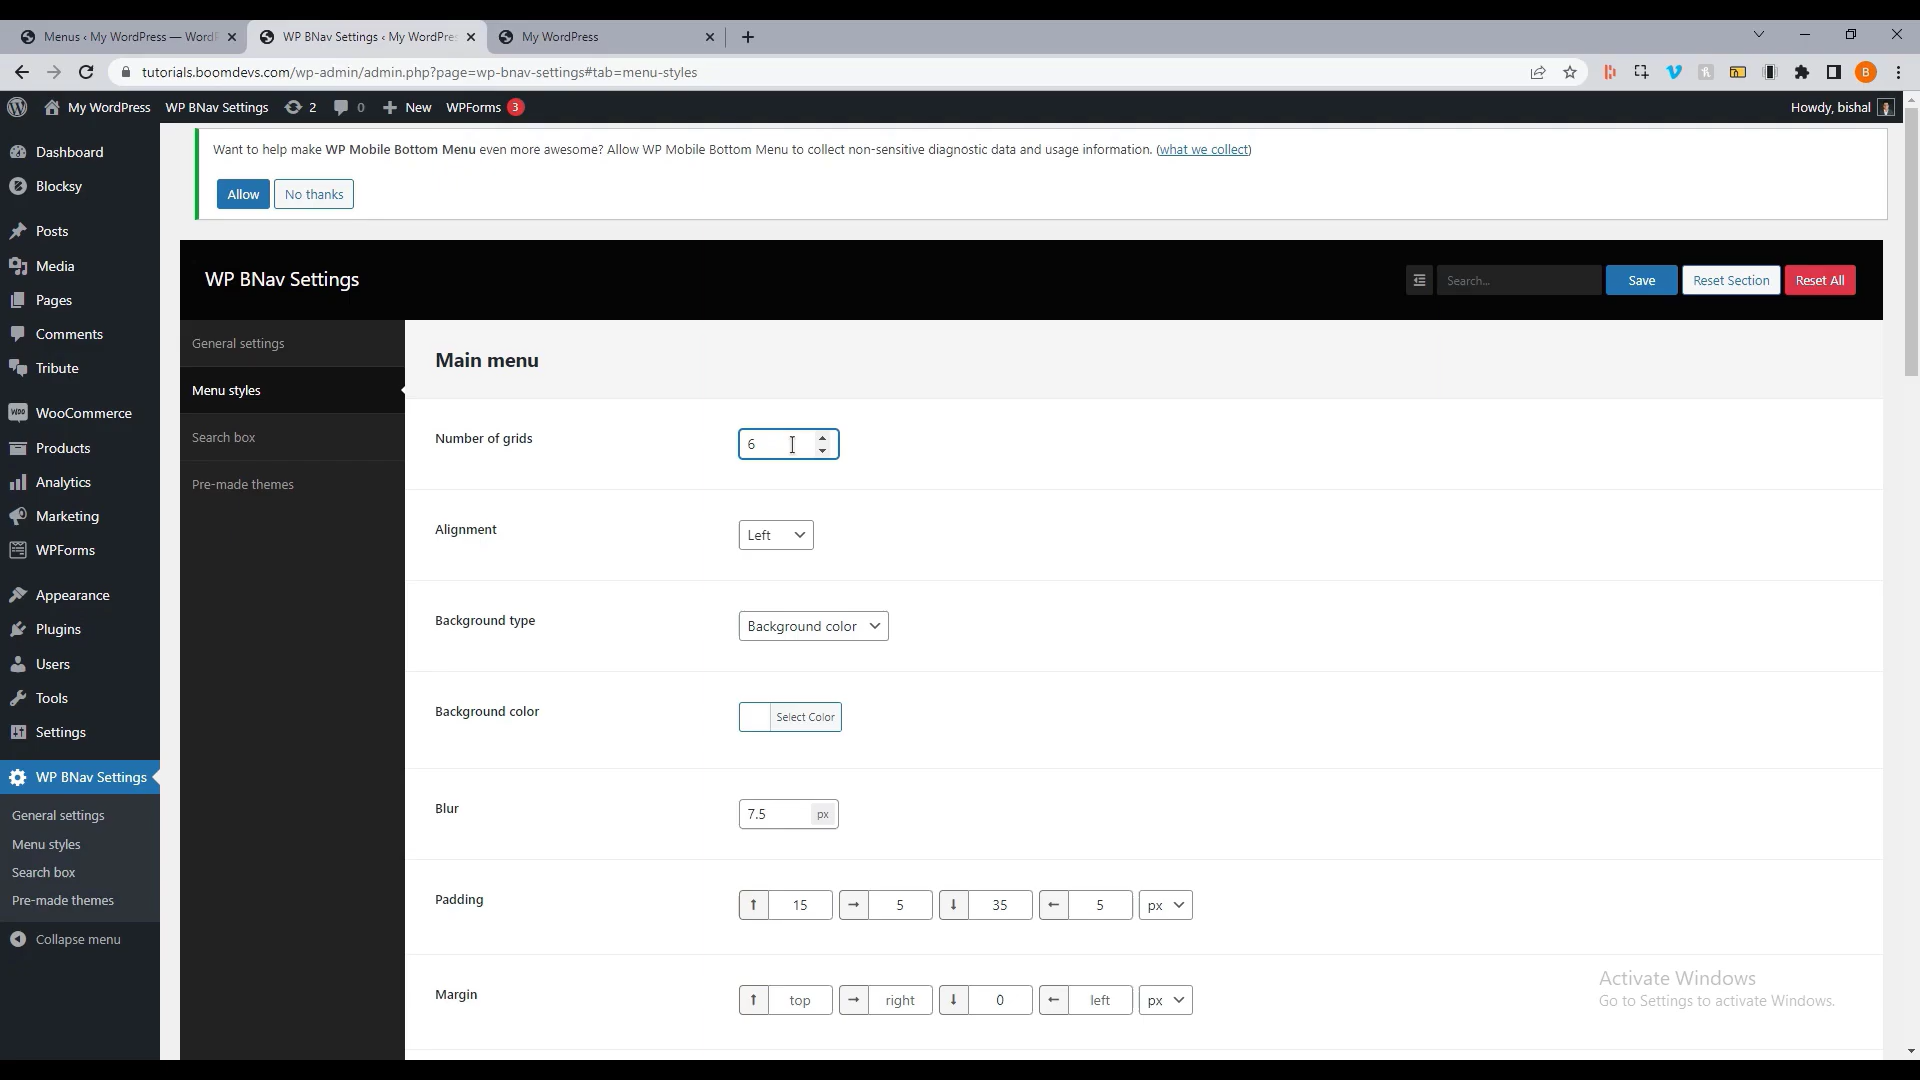 Menus ‹ My WordPress — WordP
WP BNav Settings ‹ My WordPres
My WordPress
tutorials.boomdevs.com/wp-admin/admin.php?page=wp-bnav-settings#tab=menu-styles
B
My WordPress
WP BNav Settings
2
0
New
WPForms
3
Howdy, bishal
Dashboard
Blocksy
Posts
Media
Pages
Comments
Tribute
WooCommerce
Products
Analytics
Marketing
WPForms
Appearance
Plugins
Users
Tools
Settings
WP BNav Settings
General settings
Menu styles
Search box
Pre-made themes
Collapse menu
Want to help make WP Mobile Bottom Menu even more awesome? Allow WP Mobile Bottom Menu to collect non-sensitive diagnostic data and usage information. (what we collect)
Allow
No thanks
WP BNav Settings
Search...
Save
Reset Section
Reset All
General settings
Menu styles
Search box
Pre-made themes
Main menu
Number of grids
6
Alignment
Left
Background type
Background color
Background color
Select Color
Blur
7.5
px
Padding
15
5
35
5
px
Margin
top
right
0
left
px
Activate Windows
Go to Settings to activate Windows.